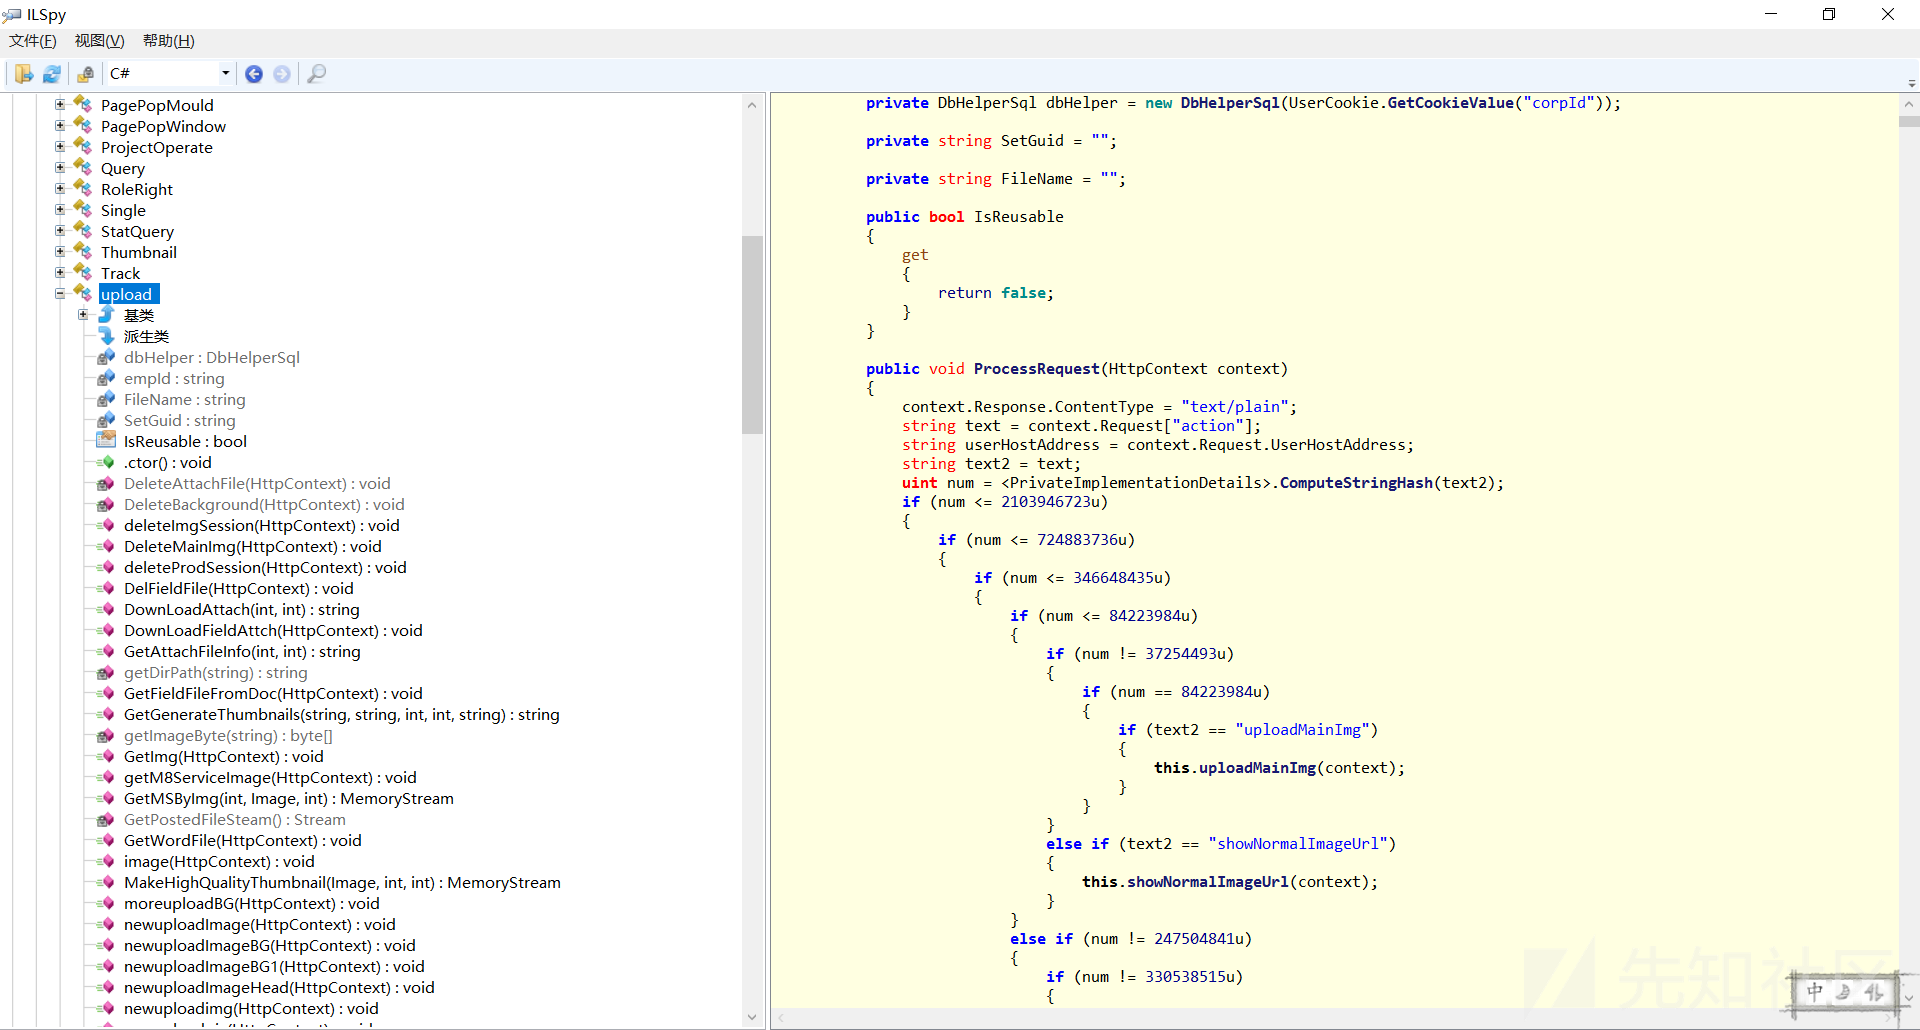 ILSpy
文件(F) 视图(V) 帮助(H)
C#
PagePopMould
PagePopWindow
ProjectOperate
Query
RoleRight
Single
StatQuery
Thumbnail
Track
upload
基类
派生类
dbHelper : DbHelperSql
empId : string
FileName : string
SetGuid : string
IsReusable : bool
.ctor() : void
DeleteAttachFile(HttpContext) : void
DeleteBackground(HttpContext) : void
deleteImgSession(HttpContext) : void
DeleteMainImg(HttpContext) : void
deleteProdSession(HttpContext) : void
DelFieldFile(HttpContext) : void
DownLoadAttach(int, int) : string
DownLoadFieldAttch(HttpContext) : void
GetAttachFileInfo(int, int) : string
getDirPath(string) : string
GetFieldFileFromDoc(HttpContext) : void
GetGenerateThumbnails(string, string, int, int, string) : string
getImageByte(string) : byte[]
GetImg(HttpContext) : void
getM8ServiceImage(HttpContext) : void
GetMSByImg(int, Image, int) : MemoryStream
GetPostedFileSteam() : Stream
GetWordFile(HttpContext) : void
image(HttpContext) : void
MakeHighQualityThumbnail(Image, int, int) : MemoryStream
moreuploadBG(HttpContext) : void
newuploadImage(HttpContext) : void
newuploadImageBG(HttpContext) : void
newuploadImageBG1(HttpContext) : void
newuploadImageHead(HttpContext) : void
newuploadimg(HttpContext) : void
private DbHelperSql dbHelper = new DbHelperSql(UserCookie.GetCookieValue("corpId"));
private string SetGuid = "";
private string FileName = "";
public bool IsReusable
{
get
{
return false;
}
}
public void ProcessRequest(HttpContext context)
{
context.Response.ContentType = "text/plain";
string text = context.Request["action"];
string userHostAddress = context.Request.UserHostAddress;
string text2 = text;
uint num = <PrivateImplementationDetails>.ComputeStringHash(text2);
if (num <= 2103946723u)
{
if (num <= 724883736u)
{
if (num <= 346648435u)
{
if (num <= 84223984u)
{
if (num != 37254493u)
{
if (num == 84223984u)
{
if (text2 == "uploadMainImg")
{
this.uploadMainImg(context);
}
}
}
else if (text2 == "showNormalImageUrl")
{
this.showNormalImageUrl(context);
}
}
else if (num != 247504841u)
{
if (num != 330538515u)
{
先知社区
中